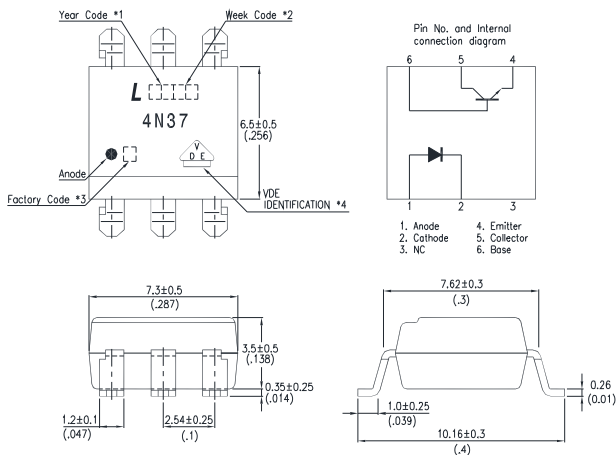 Year Code *1
Week Code *2
L
4N37
Anode
V
D E
Factory Code *3
VDE
IDENTIFICATION *4
6.5±0.5
(.256)
Pin No. and Internal
connection diagram
6 5 4
1 2 3
1. Anode 4. Emitter
2. Cathode 5. Collector
3. NC 6. Base
7.3±0.5
(.287)
3.5±0.5
(.138)
0.35±0.25
(.014)
1.2±0.1
(.047)
2.54±0.25
(.1)
7.62±0.3
(.3)
0.26
(0.01)
1.0±0.25
(.039)
10.16±0.3
(.4)